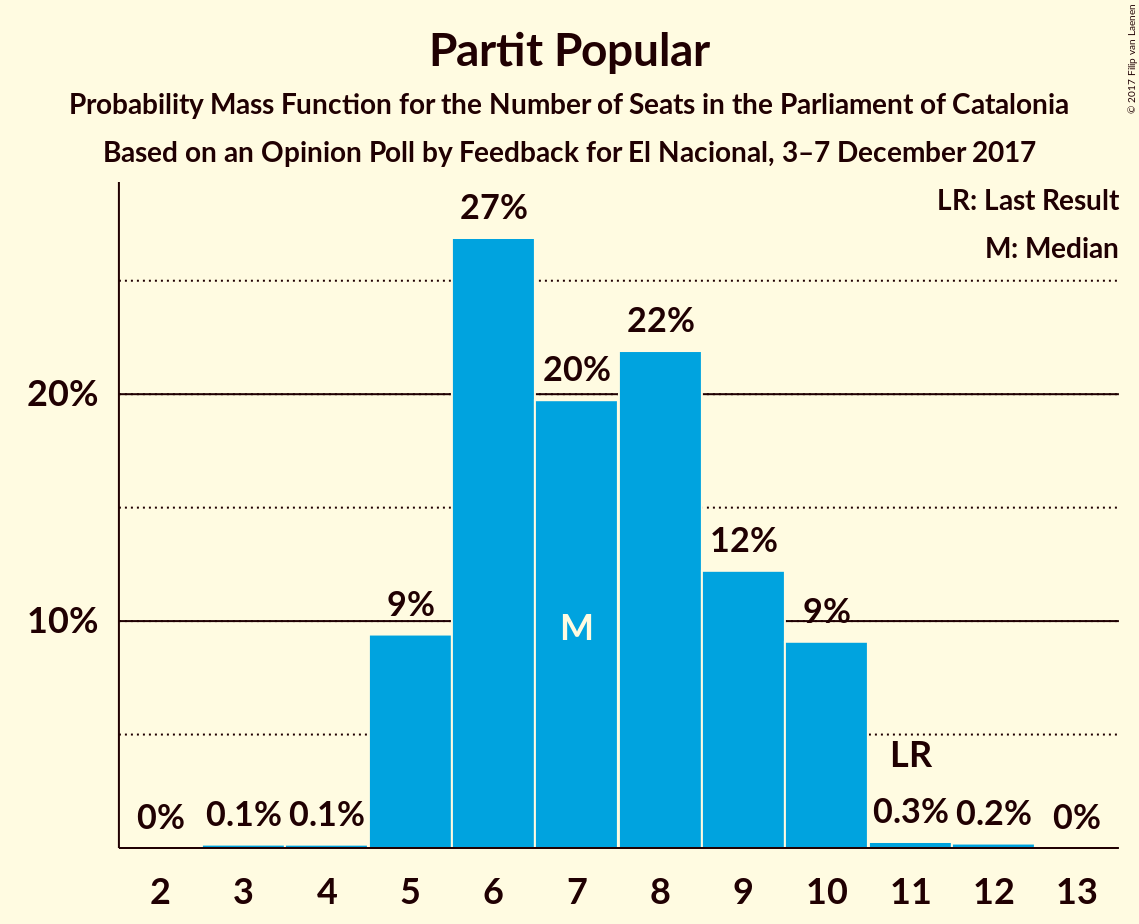 Partit Popular
Probability Mass Function for the Number of Seats in the Parliament of Catalonia
Based on an Opinion Poll by Feedback for El Nacional, 3–7 December 2017
© 2017 Filip van Laenen
LR: Last Result
M: Median
27%
22%
20%
20%
12%
9%
9%
10%
M
LR
0%
0.1%
0.1%
0.3%
0.2%
0%
2 3 4 5 6 7 8 9 10 11 12 13